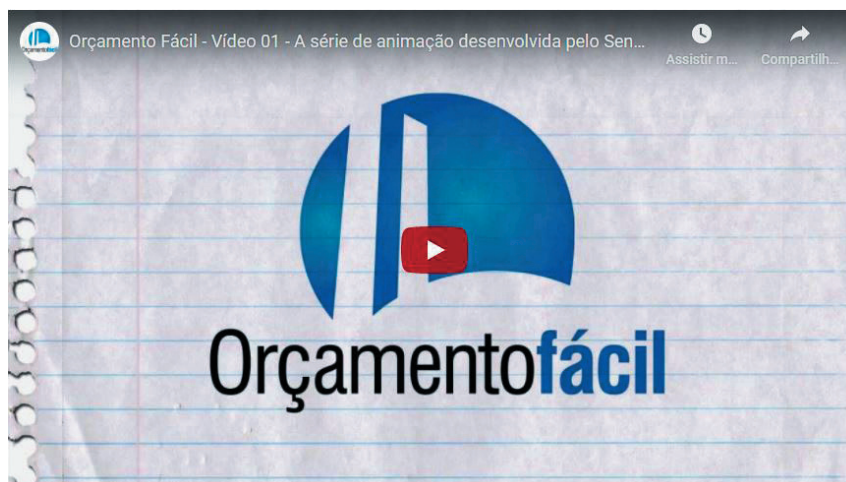 Orçamento Fácil - Vídeo 01 - A série de animação desenvolvida pelo Sen...
Assistir m...
Compartilh...
Orçamentofácil